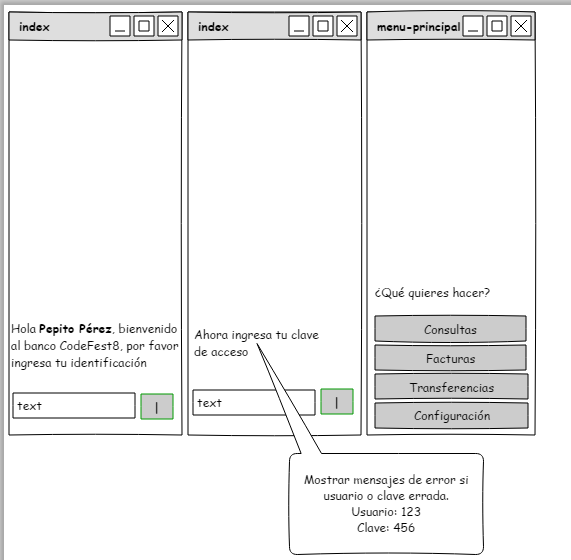 index
Hola Pepito Pérez, bienvenido
al banco CodeFest8, por favor
ingresa tu identificación
text
|
index
Ahora ingresa tu clave
de acceso
text
|
menu-principal
¿Qué quieres hacer?
Consultas
Facturas
Transferencias
Configuración
Mostrar mensajes de error si
usuario o clave errada.
Usuario: 123
Clave: 456